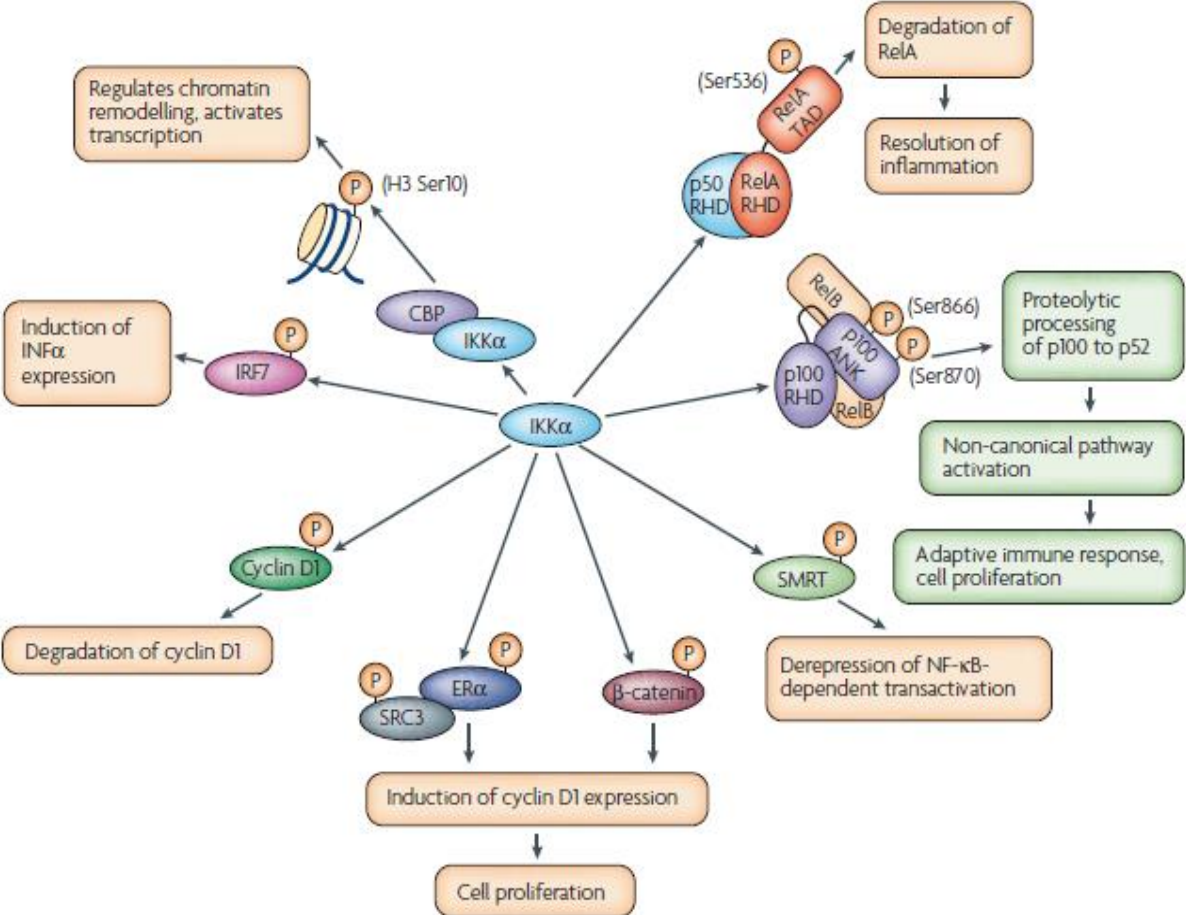 Degradation of
RelA
P
(Ser536)
RelA
TAD
Resolution of
inflammation
p50
RHD
RelA
RHD
Regulates chromatin
remodelling, activates
transcription
P
(H3 Ser10)
CBP
IKKα
Induction of
INFα
expression
P
IRF7
IKKα
RelB
P
(Ser866)
p100
ANK
P
(Ser870)
p100
RHD
RelB
Proteolytic
processing
of p100 to p52
Non-canonical pathway
activation
Adaptive immune response,
cell proliferation
P
Cyclin D1
Degradation of cyclin D1
P
SMRT
Derepression of NF-κB-
dependent transactivation
P
SRC3
P
ERα
P
β-catenin
Induction of cyclin D1 expression
Cell proliferation